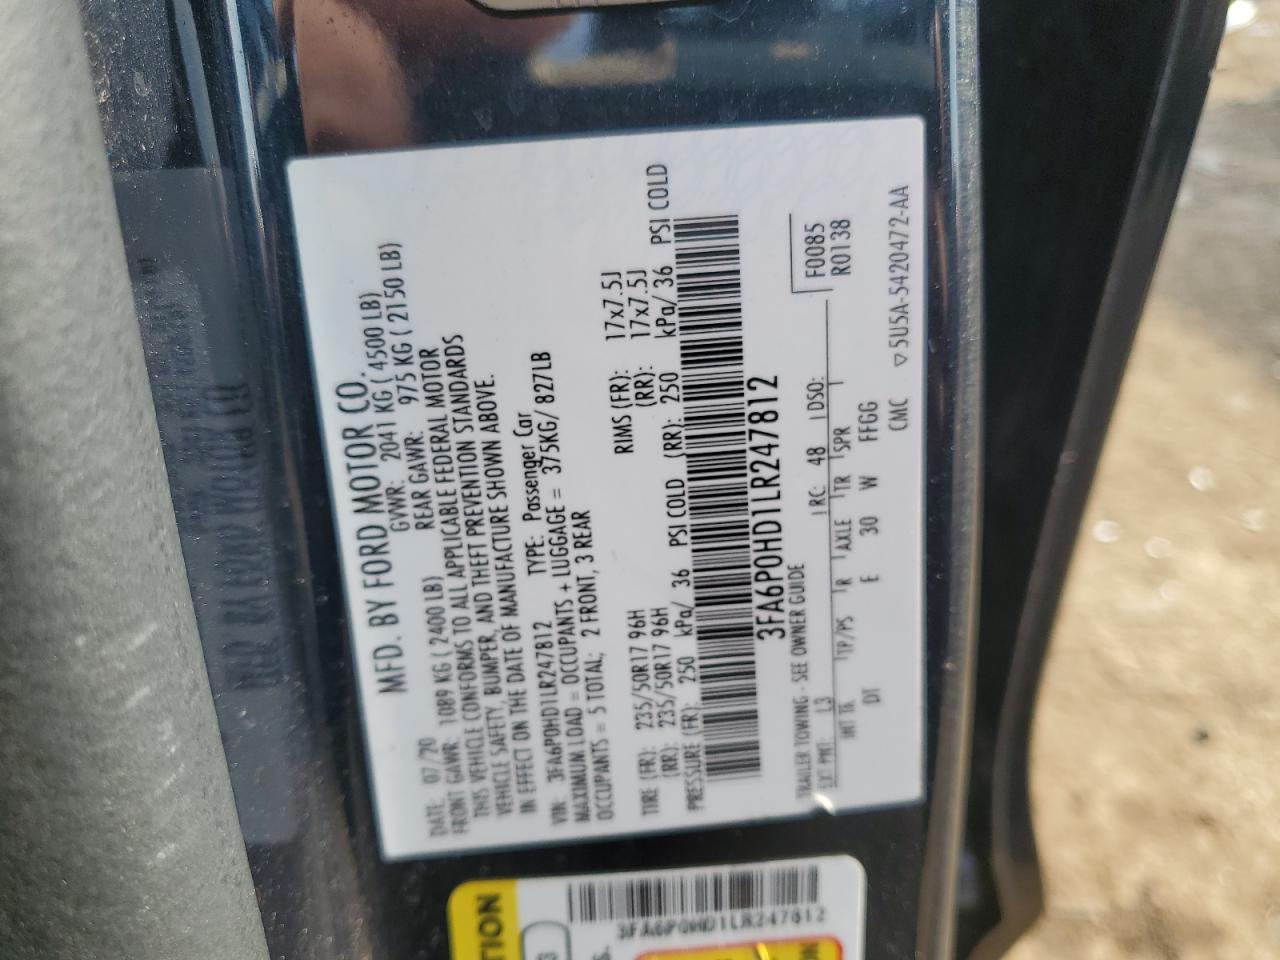 MFD. BY FORD MOTOR CO.
DATE: 07/20 GVWR: 2041 KG ( 4500 LB)
FRONT GAWR: 1089 KG ( 2400 LB) REAR GAWR: 975 KG ( 2150 LB)
THIS VEHICLE CONFORMS TO ALL APPLICABLE FEDERAL MOTOR
VEHICLE SAFETY, BUMPER, AND THEFT PREVENTION STANDARDS
IN EFFECT ON THE DATE OF MANUFACTURE SHOWN ABOVE.
VIN: 3FA6P0HD1LR247812 TYPE: Passenger Car
MAXIMUM LOAD = OCCUPANTS + LUGGAGE = 375KG/ 827LB
OCCUPANTS = 5 TOTAL; 2 FRONT, 3 REAR
TIRE (FR): 235/50R17 96H RIMS (FR): 17x7.5J
(RR): 235/50R17 96H (RR): 17x7.5J
PRESSURE (FR): 250 kPa/ 36 PSI COLD (RR): 250 kPa/ 36 PSI COLD
3FA6P0HD1LR247812
F0085
R0138
TRAILER TOWING - SEE OWNER GUIDE
EXT PNT: L3 RC: 48 DSO:
INT TR TP/PS R AXLE TR SPR
DT E 30 W FFGG
CMC
▽5U5A-5420472-AA
3FA6P0HD1LR247812